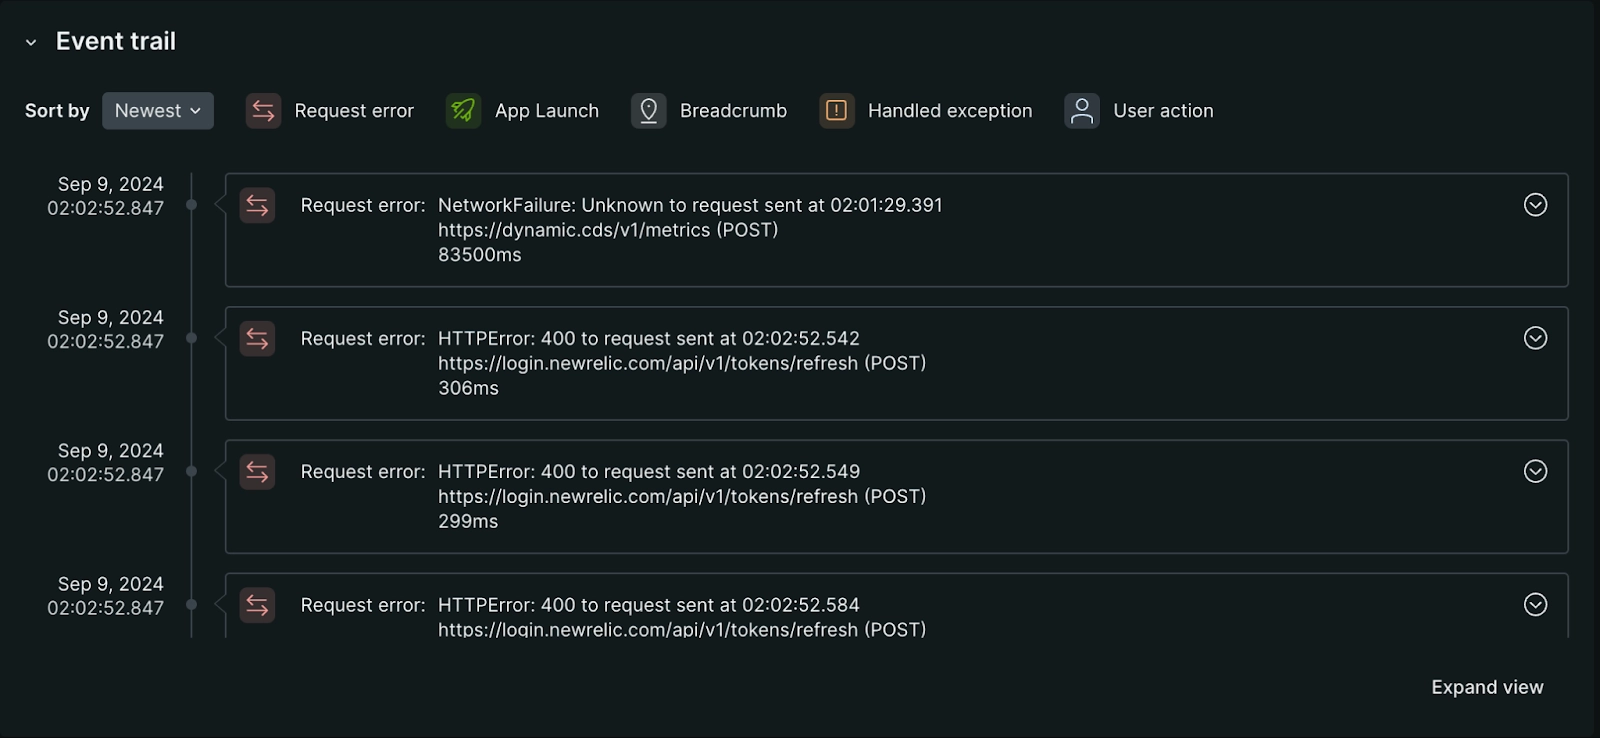 Event trail
Sort by Newest Request error App Launch Breadcrumb Handled exception User action
Sep 9, 2024
02:02:52.847
Request error: NetworkFailure: Unknown to request sent at 02:01:29.391
https://dynamic.cds/v1/metrics (POST)
83500ms
Sep 9, 2024
02:02:52.847
Request error: HTTPError: 400 to request sent at 02:02:52.542
https://login.newrelic.com/api/v1/tokens/refresh (POST)
306ms
Sep 9, 2024
02:02:52.847
Request error: HTTPError: 400 to request sent at 02:02:52.549
https://login.newrelic.com/api/v1/tokens/refresh (POST)
299ms
Sep 9, 2024
02:02:52.847
Request error: HTTPError: 400 to request sent at 02:02:52.584
https://login.newrelic.com/api/v1/tokens/refresh (POST)
Expand view